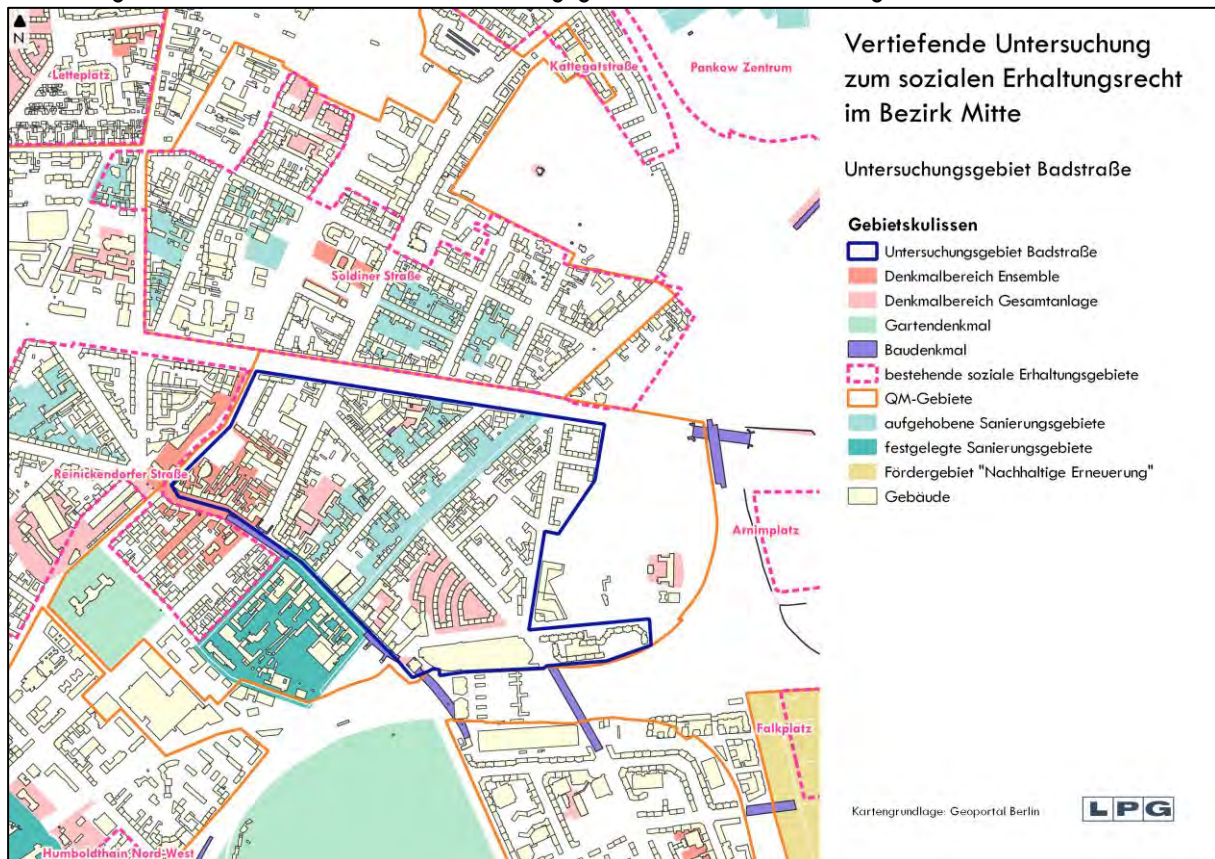 N
Letteplatz
Kattegatstraße
Pankow Zentrum
Soldiner Straße
Reinickendorfer Straße
Arnimplatz
Falkplatz
Humboldthain Nord-West
Vertiefende Untersuchung
zum sozialen Erhaltungsrecht
im Bezirk Mitte
Untersuchungsgebiet Badstraße
Gebietskulissen
Untersuchungsgebiet Badstraße
Denkmalbereich Ensemble
Denkmalbereich Gesamtanlage
Gartendenkmal
Baudenkmal
bestehende soziale Erhaltungsgebiete
QM-Gebiete
aufgehobene Sanierungsgebiete
festgelegte Sanierungsgebiete
Fördergebiet "Nachhaltige Erneuerung"
Gebäude
Kartengrundlage: Geoportal Berlin
LPG